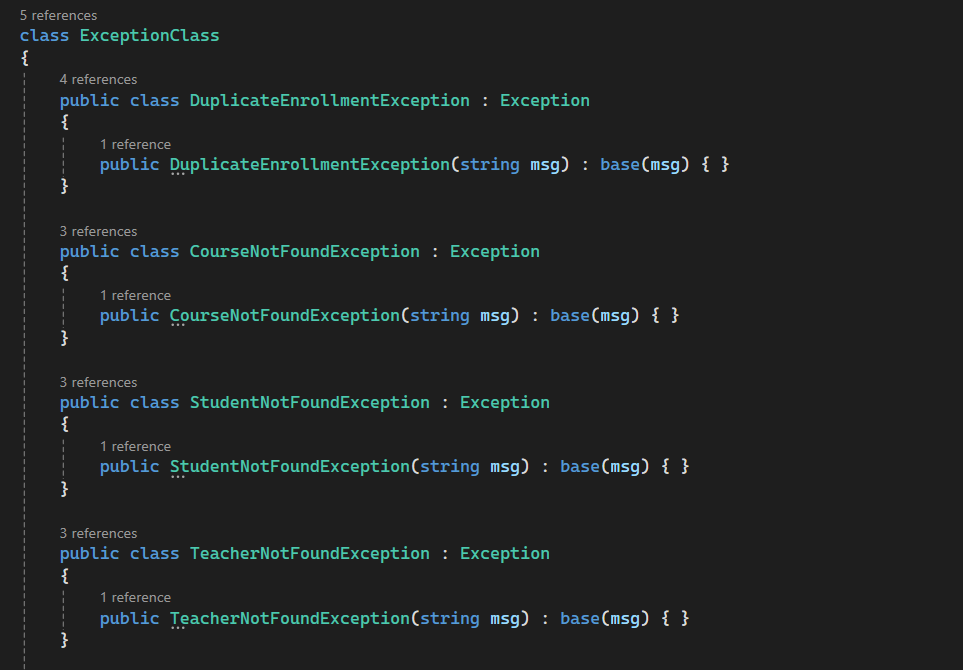 5 references
class ExceptionClass
{
4 references
public class DuplicateEnrollmentException : Exception
{
1 reference
public DuplicateEnrollmentException(string msg) : base(msg) { }
}
3 references
public class CourseNotFoundException : Exception
{
1 reference
public CourseNotFoundException(string msg) : base(msg) { }
}
3 references
public class StudentNotFoundException : Exception
{
1 reference
public StudentNotFoundException(string msg) : base(msg) { }
}
3 references
public class TeacherNotFoundException : Exception
{
1 reference
public TeacherNotFoundException(string msg) : base(msg) { }
}